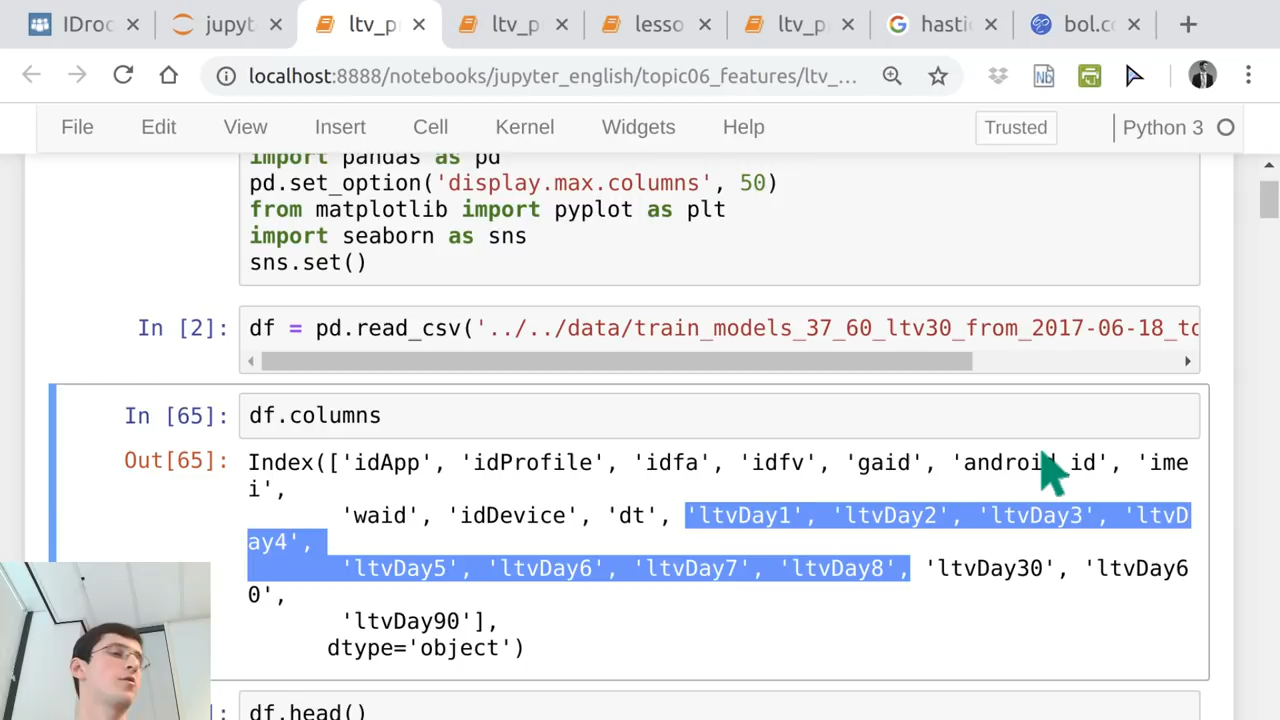 IDroo
jupyt
ltv_p
ltv_p
lesso
ltv_p
hasti
bol.co
localhost:8888/notebooks/jupyter_english/topic06_features/ltv_...
File Edit View Insert Cell Kernel Widgets Help Trusted Python 3
import pandas as pd
pd.set_option('display.max.columns', 50)
from matplotlib import pyplot as plt
import seaborn as sns
sns.set()
In [2]: df = pd.read_csv('../../data/train_models_37_60_ltv30_from_2017-06-18_to
In [65]: df.columns
Out[65]: Index(['idApp', 'idProfile', 'idfa', 'idfv', 'gaid', 'android_id', 'ime
i',
'waid', 'idDevice', 'dt', 'ltvDay1', 'ltvDay2', 'ltvDay3', 'ltvD
ay4',
'ltvDay5', 'ltvDay6', 'ltvDay7', 'ltvDay8', 'ltvDay30', 'ltvDay6
0',
'ltvDay90'],
dtype='object')
df.head()